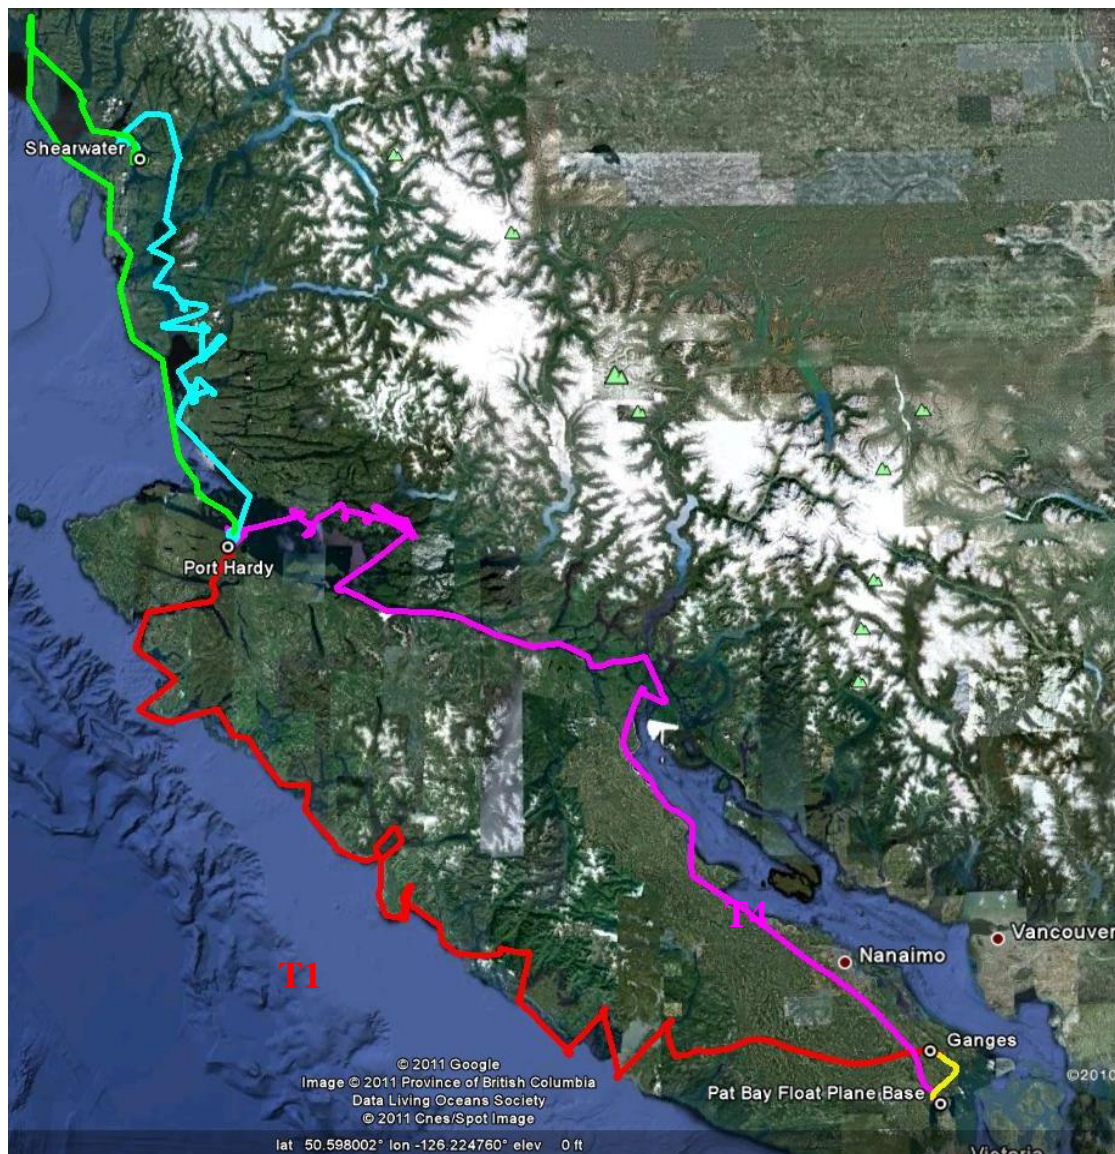 Shearwater
Port Hardy
T4
Vancouver
Nanaimo
T1
Ganges
© 2011 Google
Image © 2011 Province of British Columbia
Data Living Oceans Society
© 2011 Cnes/Spot Image
Pat Bay Float Plane Base
©2010
lat 50.598002° lon -126.224760° elev 0 ft
Victoria